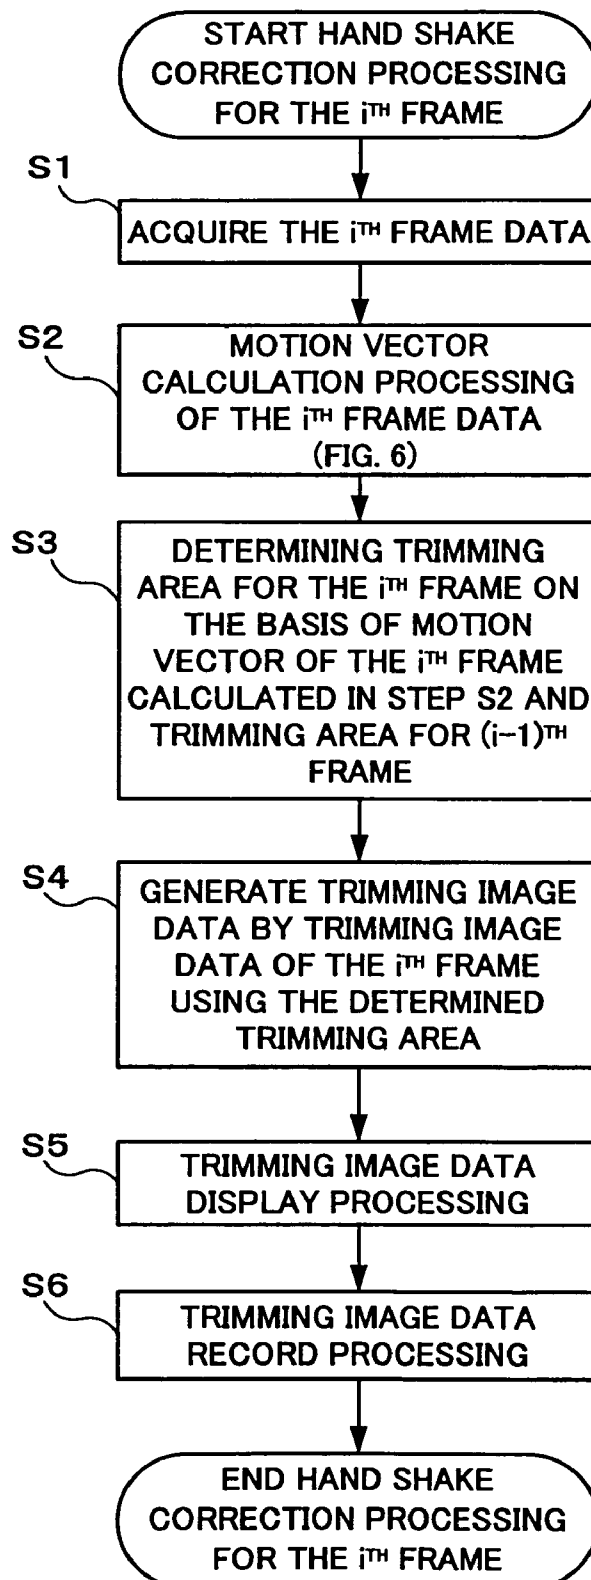 START HAND SHAKE
CORRECTION PROCESSING
FOR THE iTH FRAME
S1
ACQUIRE THE iTH FRAME DATA
S2
MOTION VECTOR
CALCULATION PROCESSING
OF THE iTH FRAME DATA
(FIG. 6)
S3
DETERMINING TRIMMING
AREA FOR THE iTH FRAME ON
THE BASIS OF MOTION
VECTOR OF THE iTH FRAME
CALCULATED IN STEP S2 AND
TRIMMING AREA FOR (i-1)TH
FRAME
S4
GENERATE TRIMMING IMAGE
DATA BY TRIMMING IMAGE
DATA OF THE iTH FRAME
USING THE DETERMINED
TRIMMING AREA
S5
TRIMMING IMAGE DATA
DISPLAY PROCESSING
S6
TRIMMING IMAGE DATA
RECORD PROCESSING
END HAND SHAKE
CORRECTION PROCESSING
FOR THE iTH FRAME